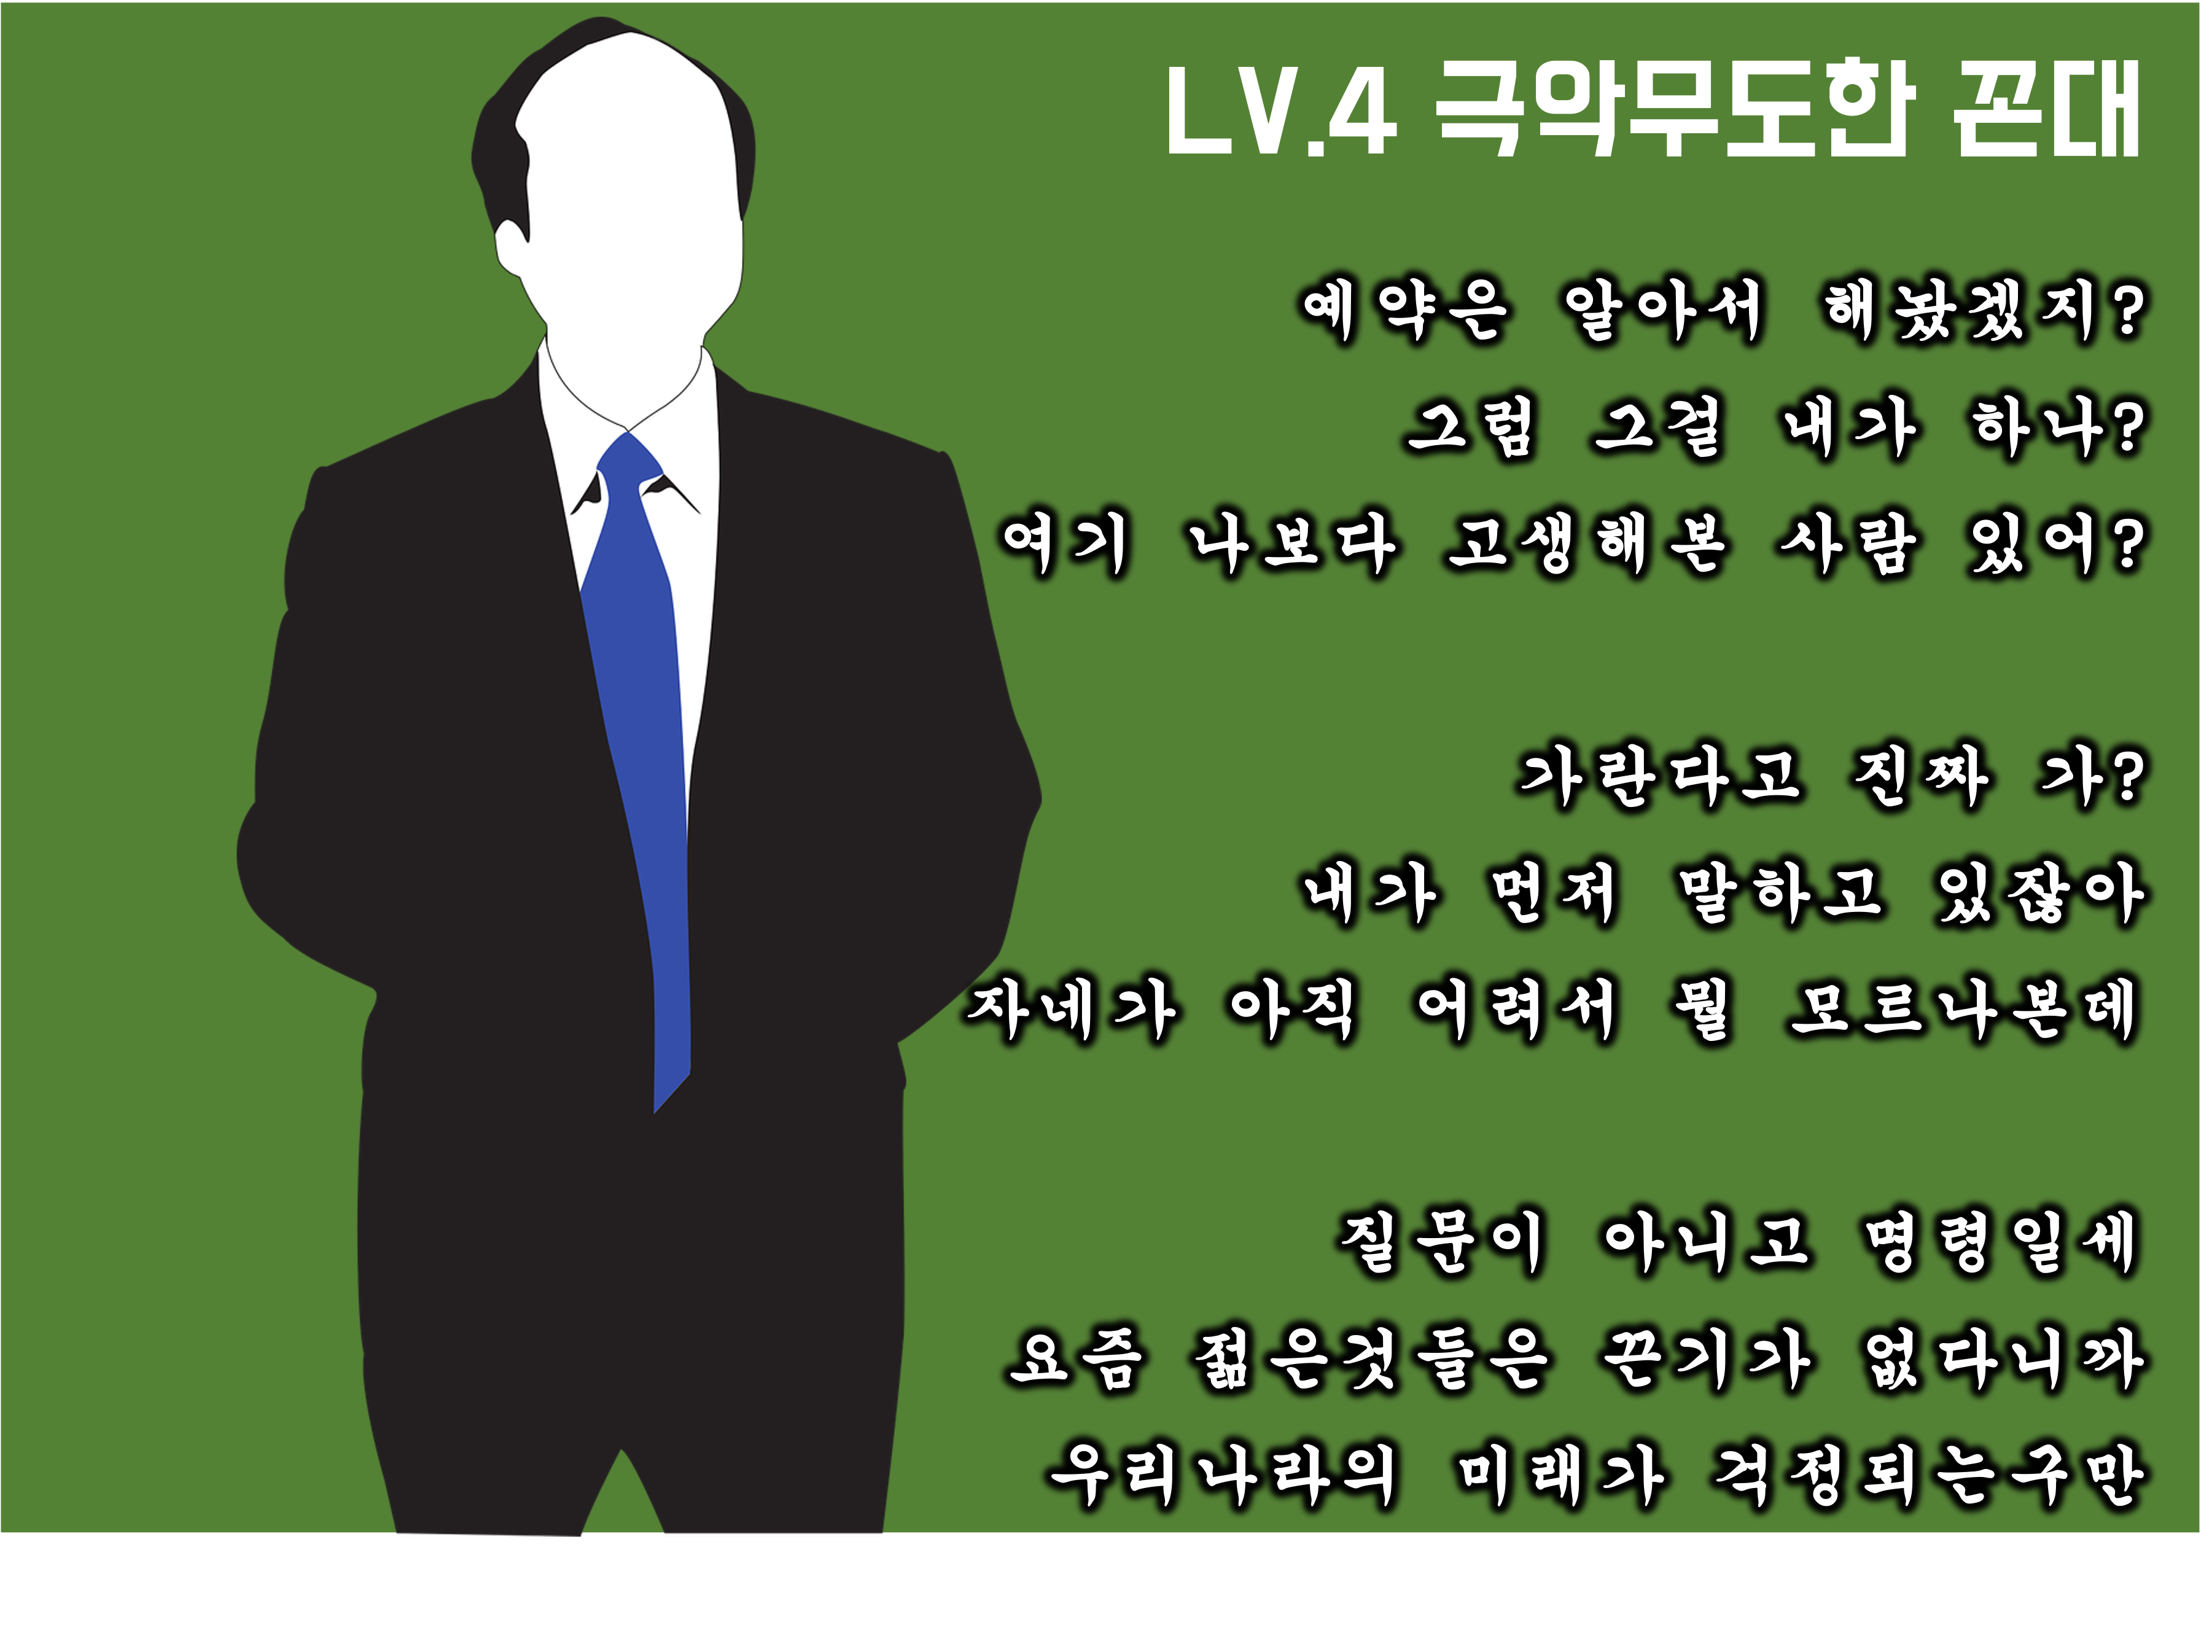 LV.4 극악무도한 꼰대
예약은 알아서 해놨겠지?
그럼 그걸 내가 하나?
여기 나보다 고생해본 사람 있어?
가란다고 진짜 가?
내가 먼저 말하고 있잖아
자네가 아직 어려서 뭘 모르나본데
질문이 아니고 명령일세
요즘 젊은것들은 끈기가 없다니까
우리나라의 미래가 걱정되는구만